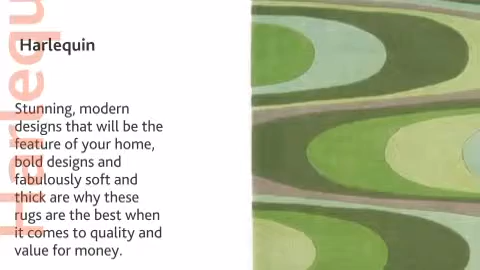 Harlequ
Harlequin
Stunning, modern
designs that will be the
feature of your home,
bold designs and
fabulously soft and
thick are why these
rugs are the best when
it comes to quality and
value for money.